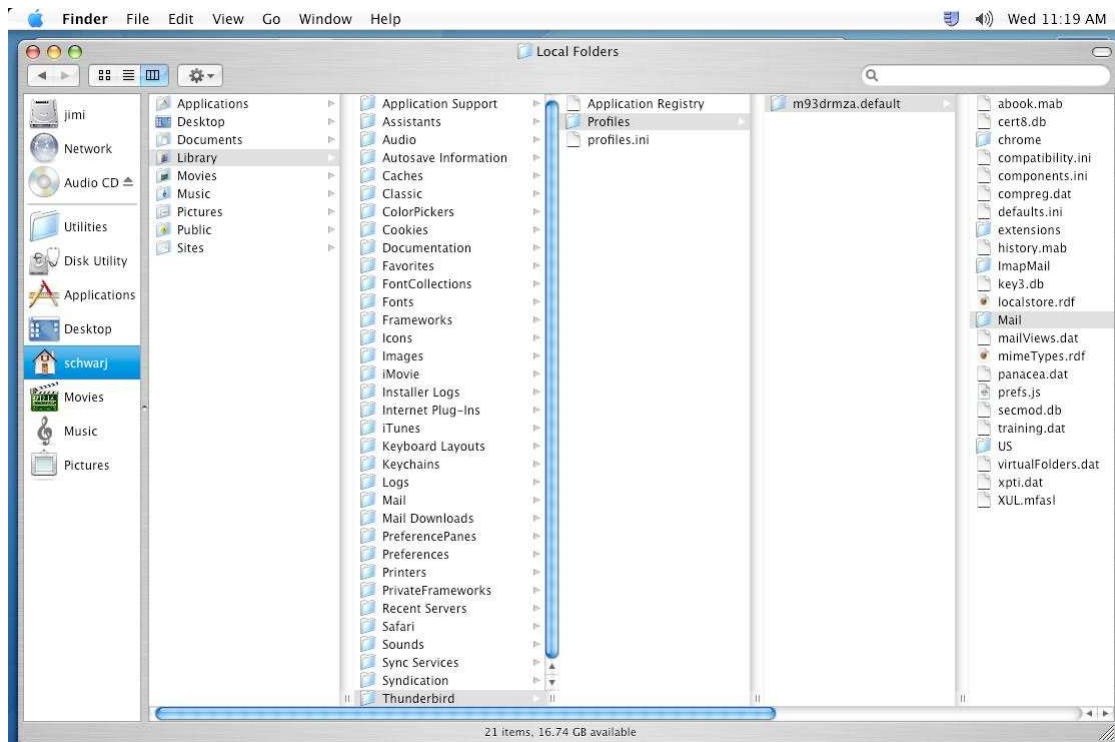 Finder File Edit View Go Window Help Wed 11:19 AM
Local Folders
jimi
Network
Audio CD
Utilities
Disk Utility
Applications
Desktop
schwarj
Movies
Music
Pictures
Applications
Desktop
Documents
Library
Movies
Music
Pictures
Public
Sites
Application Support
Assistants
Audio
Autosave Information
Caches
Classic
ColorPickers
Cookies
Documentation
Favorites
FontCollections
Fonts
Frameworks
Icons
Images
iMovie
Installer Logs
Internet Plug-Ins
iTunes
Keyboard Layouts
Keychains
Logs
Mail
Mail Downloads
PreferencePanes
Preferences
Printers
PrivateFrameworks
Recent Servers
Safari
Sounds
Sync Services
Syndication
Thunderbird
Application Registry
Profiles
profiles.ini
m93drmza.default
abook.mab
cert8.db
chrome
compatibility.ini
components.ini
compreg.dat
defaults.ini
extensions
history.mab
ImapMail
key3.db
localstore.rdf
Mail
mailViews.dat
mimeTypes.rdf
panacea.dat
prefs.js
secmod.db
training.dat
US
virtualFolders.dat
xpti.dat
XUL.mfasl
21 items, 16.74 GB available